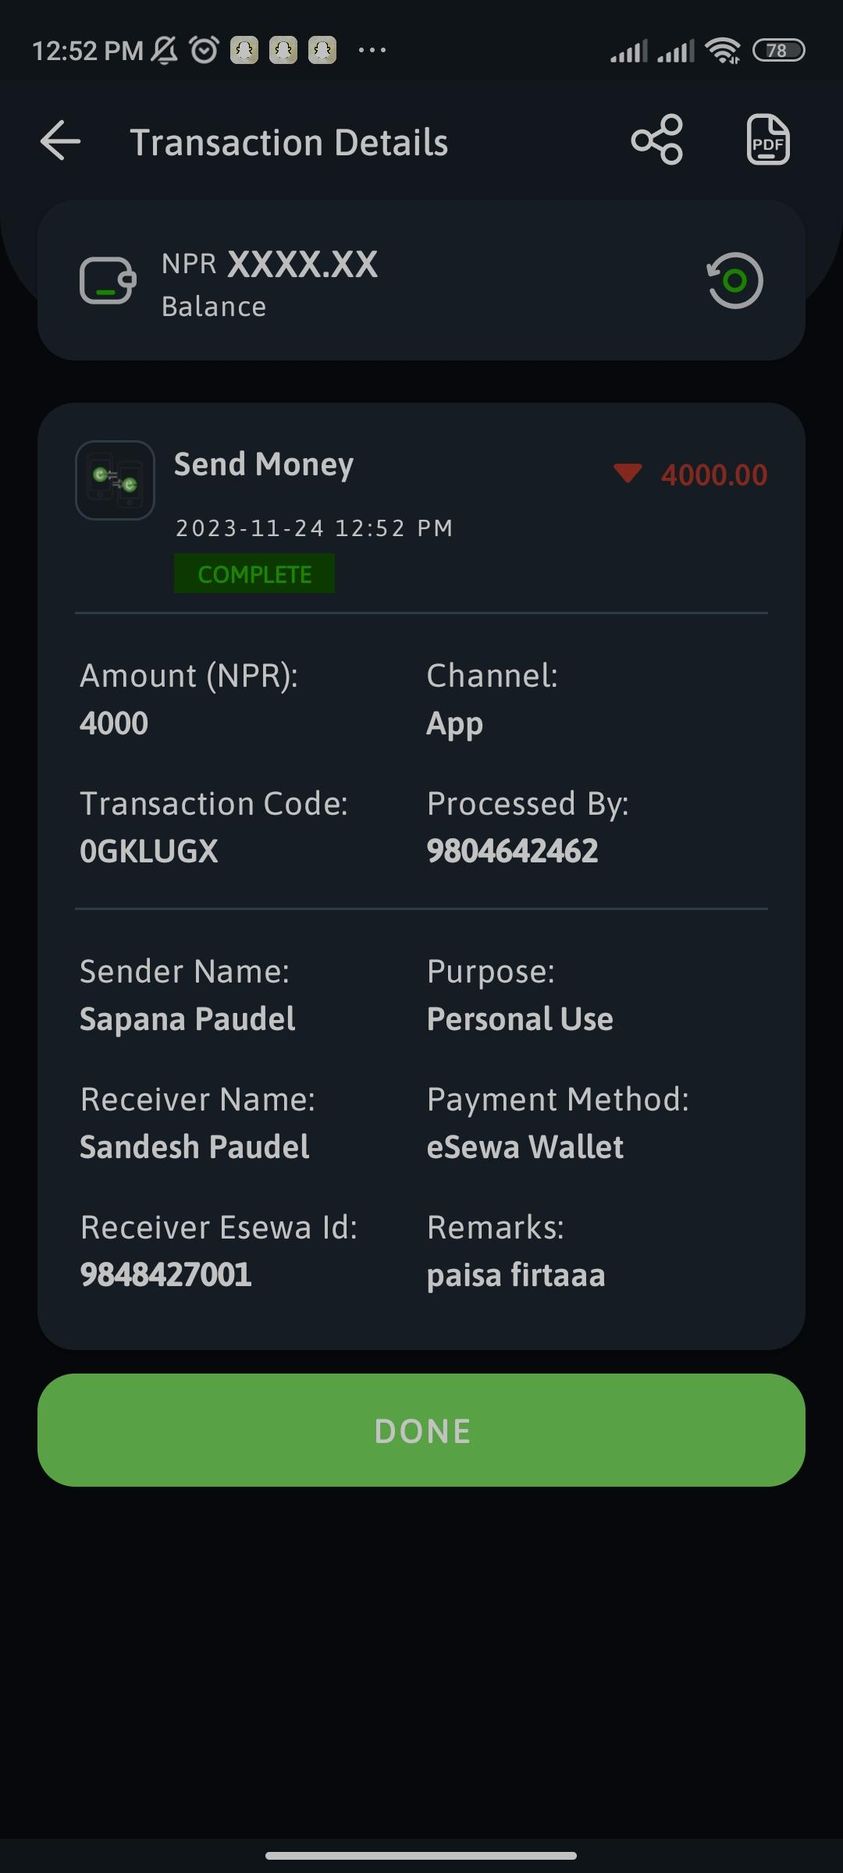 12:52 PM
78
Transaction Details
PDF
NPR XXXX.XX
Balance
Send Money
4000.00
2023-11-24 12:52 PM
COMPLETE
Amount (NPR):
Channel:
4000
App
Transaction Code:
Processed By:
0GKLUGX
9804642462
Sender Name:
Purpose:
Sapana Paudel
Personal Use
Receiver Name:
Payment Method:
Sandesh Paudel
eSewa Wallet
Receiver Esewa Id:
Remarks:
9848427001
paisa firtaaa
DONE